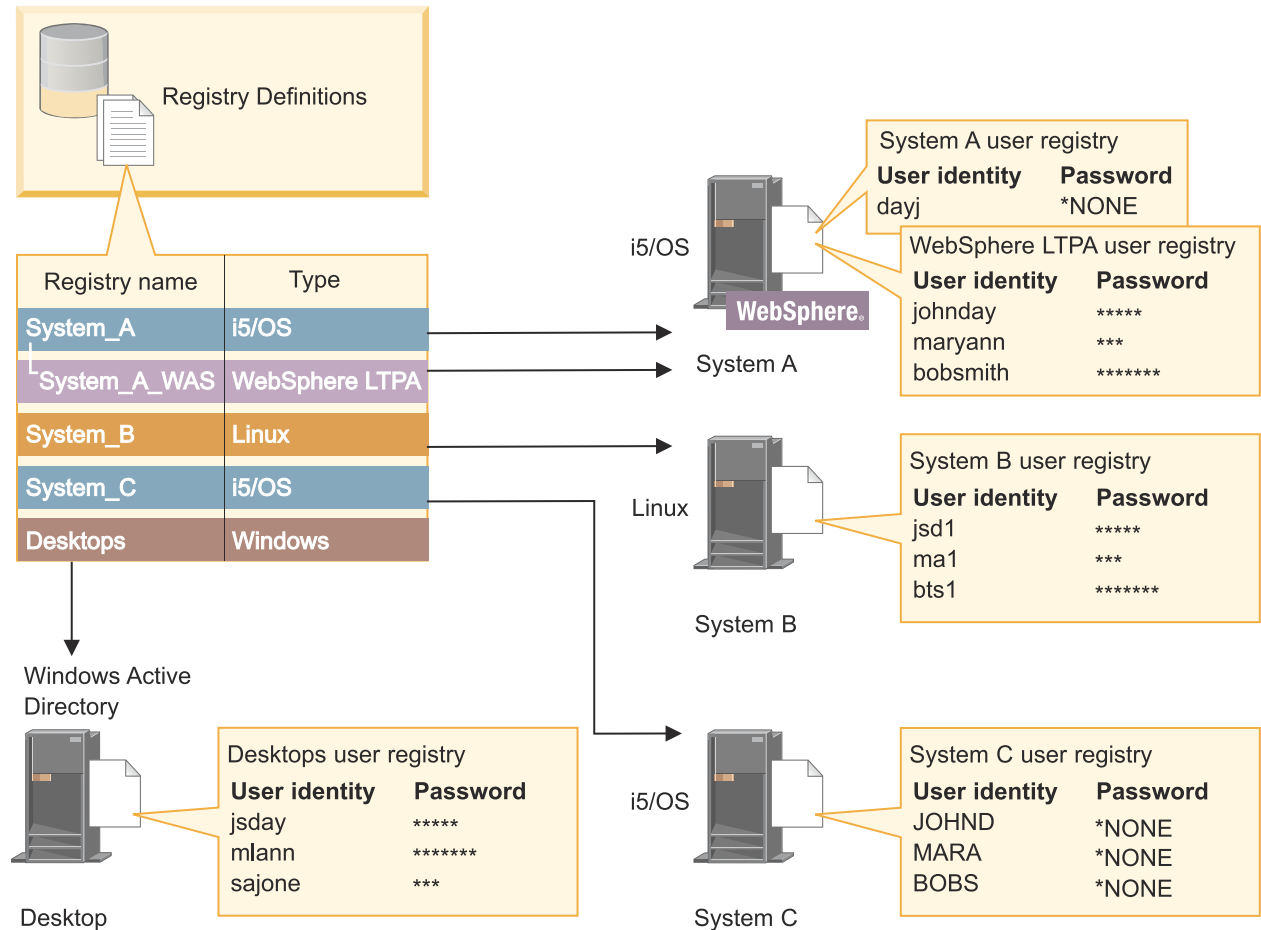 Registry Definitions
Registry name Type
System_A i5/OS
System_A_WAS WebSphere LTPA
System_B Linux
System_C i5/OS
Desktops Windows
i5/OS
WebSphere®
System A
System A user registry
User identity Password
dayj *NONE
WebSphere LTPA user registry
User identity Password
johnday *****
maryann ***
bobsmith *******
Linux
System B
System B user registry
User identity Password
jsd1 *****
ma1 ***
bts1 *******
Windows Active
Directory
Desktop
Desktops user registry
User identity Password
jsday *****
mlann *******
sajone ***
i5/OS
System C
System C user registry
User identity Password
JOHND *NONE
MARA *NONE
BOBS *NONE